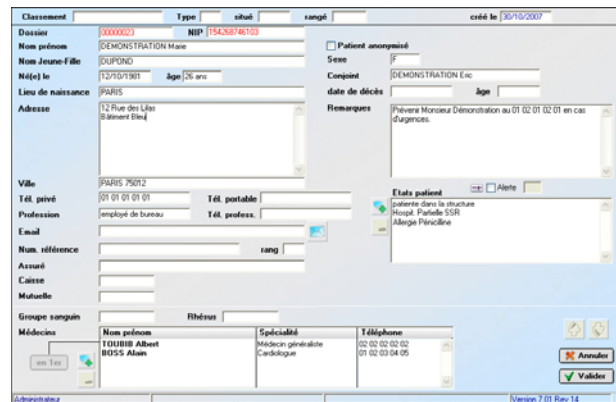 Classement Type situé rangé créé le 30/10/2007
Dossier 00000023 NIP 154268746103
Nom prénom DEMONSTRATION Marie Patient anonymisé
Nom Jeune-Fille DUPOND Sexe F
Né(e) le 12/10/1981 âge 26 ans Conjoint DEMONSTRATION Eric
Lieu de naissance PARIS date de décès âge
Adresse 12 Rue des Lilas Remarques Prévenir Monsieur Démonstration au 01 02 01 02 01 en cas
Bâtiment Bleu d'urgences.
Ville PARIS 75012
Etats patient Alerte
Tél. privé 01 01 01 01 01 Tél. portable patiente dans la structure
Profession employé de bureau Tél. profess. Hospit. Partielle SSR
Email Allergie Pénicilline
Num. référence rang
Assuré
Caisse
Mutuelle
Groupe sanguin Rhésus
Médecins Nom prénom Spécialité Téléphone
TOUBIB Albert Médecin généraliste 02 02 02 02 02
BOSS Alain Cardiologue 01 02 03 04 05
en 1er
Annuler
Valider
Administrateur Version 7.01 Rev 14